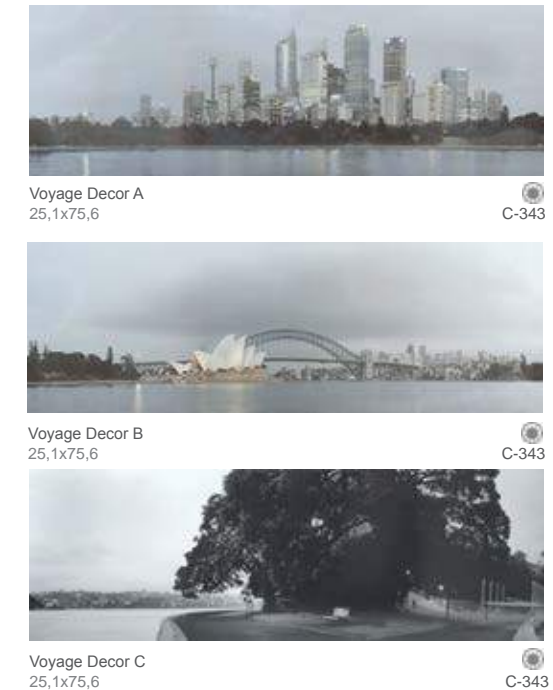 Voyage Decor A
25,1x75,6
C-343
Voyage Decor B
25,1x75,6
C-343
Voyage Decor C
25,1x75,6
C-343